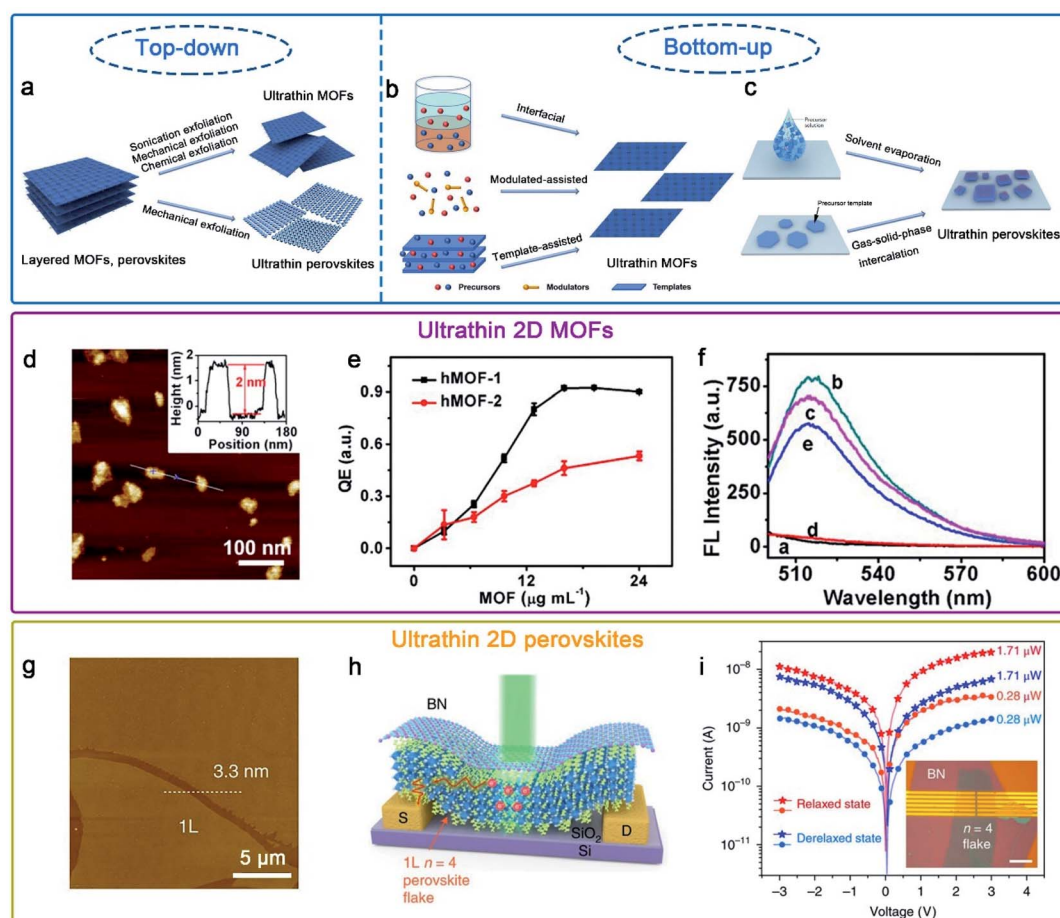 Top-down
Bottom-up
a
Ultrathin MOFs
Sonication exfoliation
Mechanical exfoliation
Chemical exfoliation
Mechanical exfoliation
Layered MOFs, perovskites
Ultrathin perovskites
b
Interfacial
Modulated-assisted
Template-assisted
Ultrathin MOFs
Precursors
Modulators
Templates
c
Precursor
solution
Solvent evaporation
Precursor template
Gas-solid-phase
intercalation
Ultrathin perovskites
Ultrathin 2D MOFs
d
Height (nm)
2
1
0
2 nm
0 60 120 180
Position (nm)
100 nm
e
hMOF-1
hMOF-2
QE (a.u.)
0.9
0.6
0.3
0.0
0 12 24
MOF (μg mL⁻¹)
f
FL Intensity (a.u.)
750
500
250
0
b
c
e
d
a
510 540 570 600
Wavelength (nm)
Ultrathin 2D perovskites
g
3.3 nm
1L
5 μm
h
BN
S
D
SiO₂
Si
1L n = 4
perovskite
flake
i
Current (A)
10⁻⁸
10⁻⁹
10⁻¹⁰
10⁻¹¹
1.71 μW
1.71 μW
0.28 μW
0.28 μW
Relaxed state
Derelaxed state
BN
n = 4
flake
−3 −2 −1 0 1 2 3
Voltage (V)